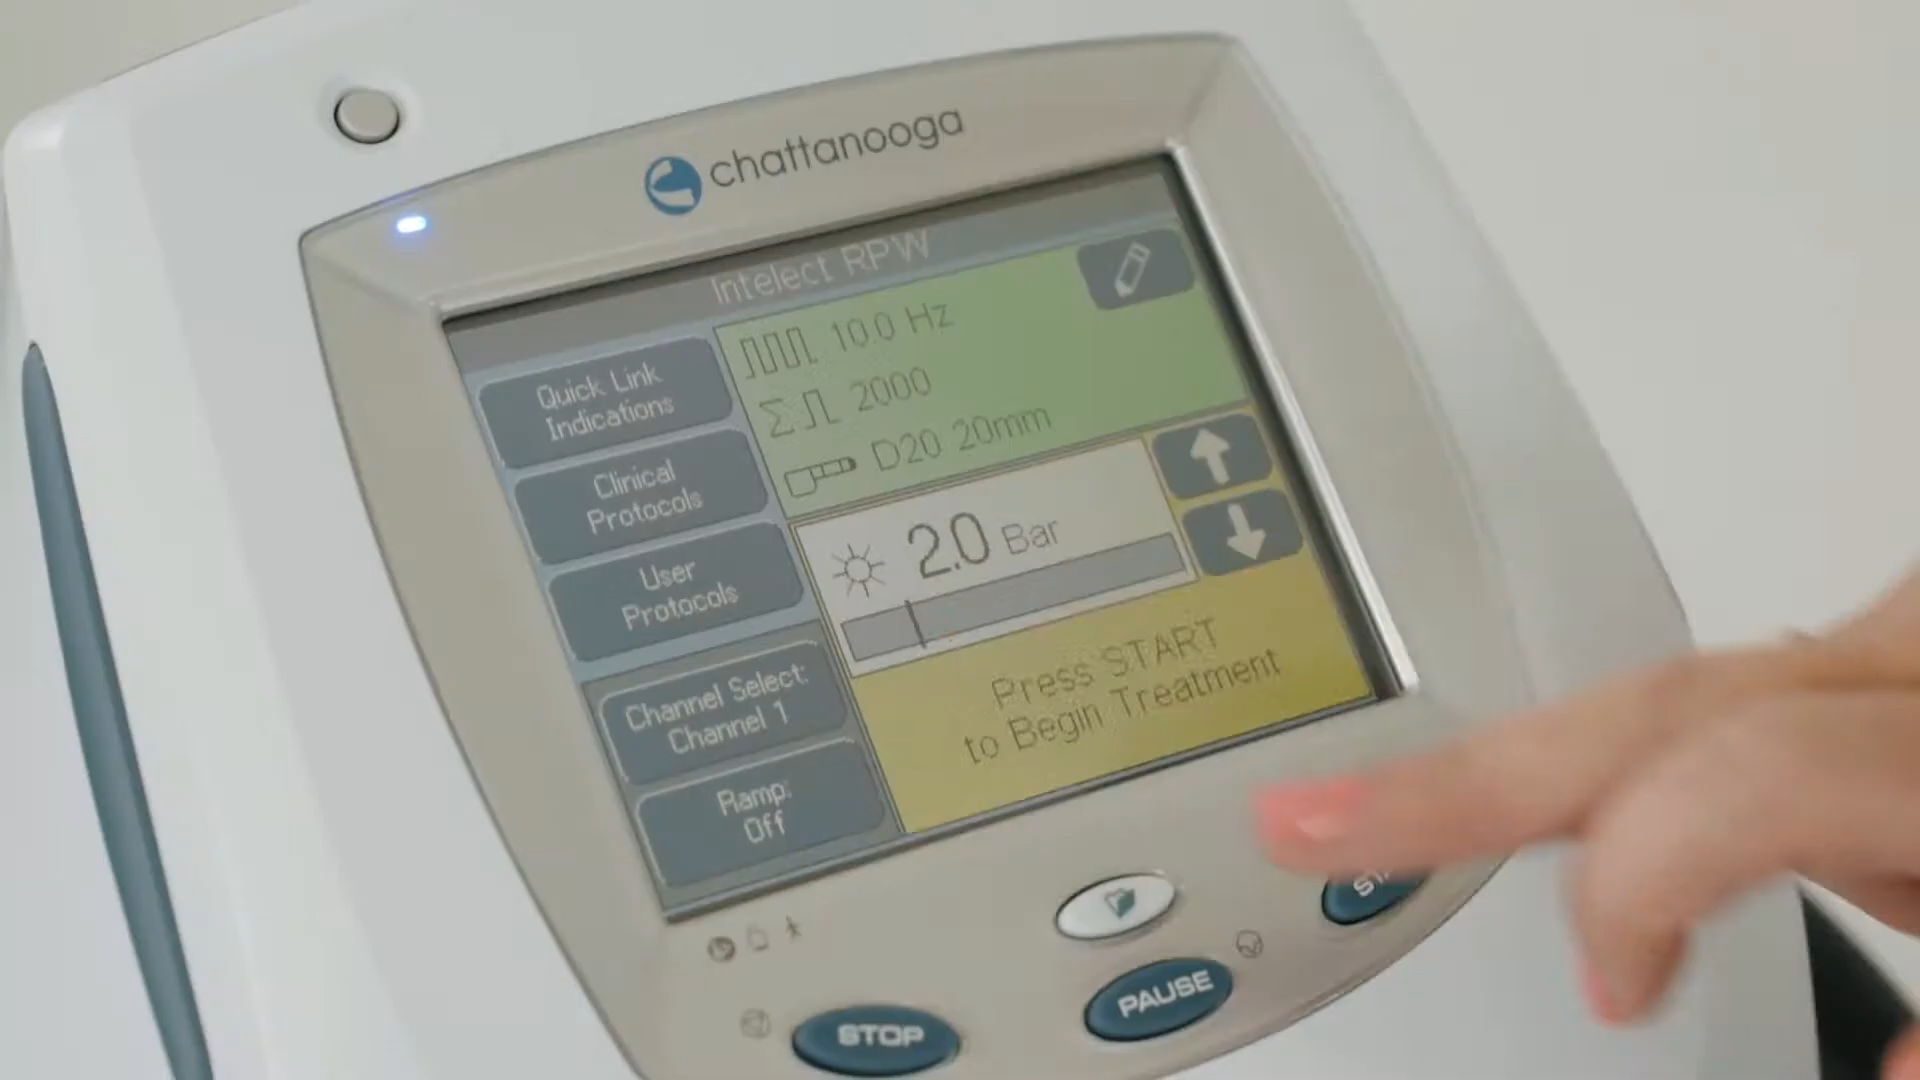 chattanooga
Intelect RPW
Quick Link
Indications
Clinical
Protocols
User
Protocols
Channel Select:
Channel 1
Ramp:
Off
10.0 Hz
2000
D20 20mm
2.0 Bar
Press START
to Begin Treatment
STOP
PAUSE